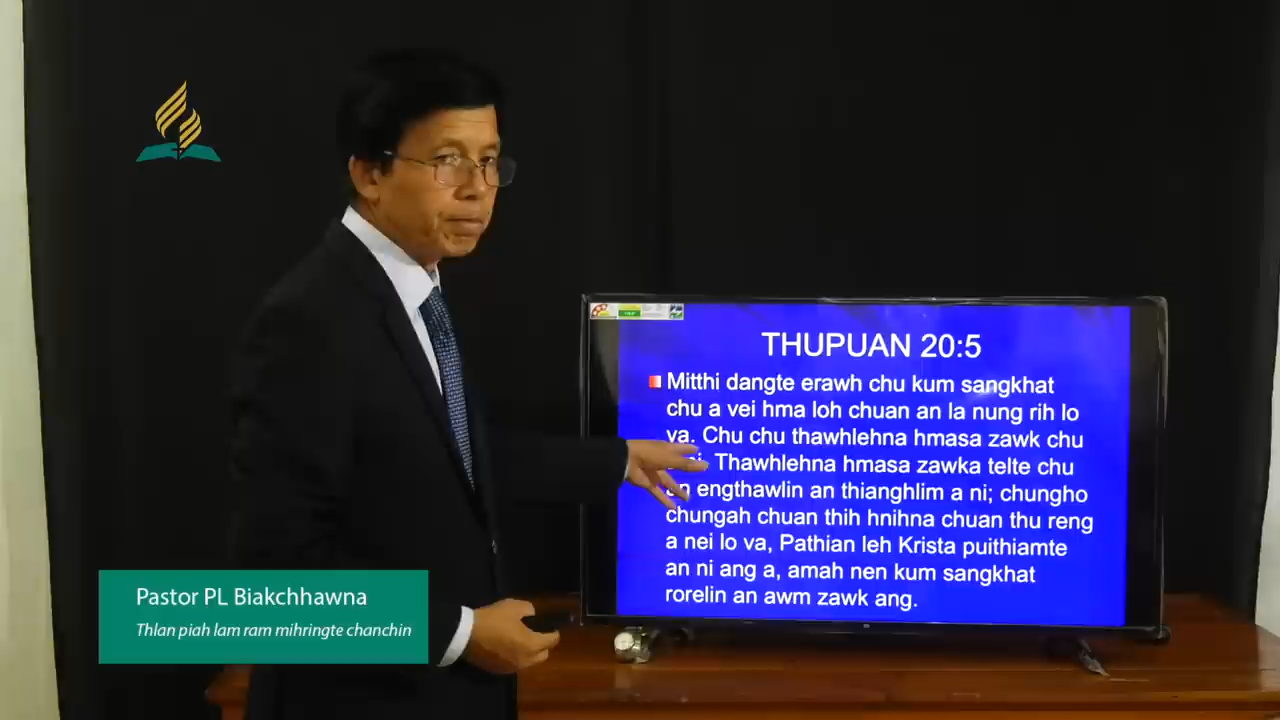 THUPUAN 20:5
Mitthi dangte erawh chu kum sangkhat
chu a vei hma loh chuan an la nung rih lo
va. Chu chu thawhlehna hmasa zawk chu
Thawhlehna hmasa zawka telte chu
an engthawlin an thianghlim a ni; chungho
chungah chuan thih hnihna chuan thu reng
a nei lo va, Pathian leh Krista puithiamte
an ni ang a, amah nen kum sangkhat
rorelin an awm zawk ang.
Pastor PL Biakchhawna
Thlan piah lam ram mihringte chanchin